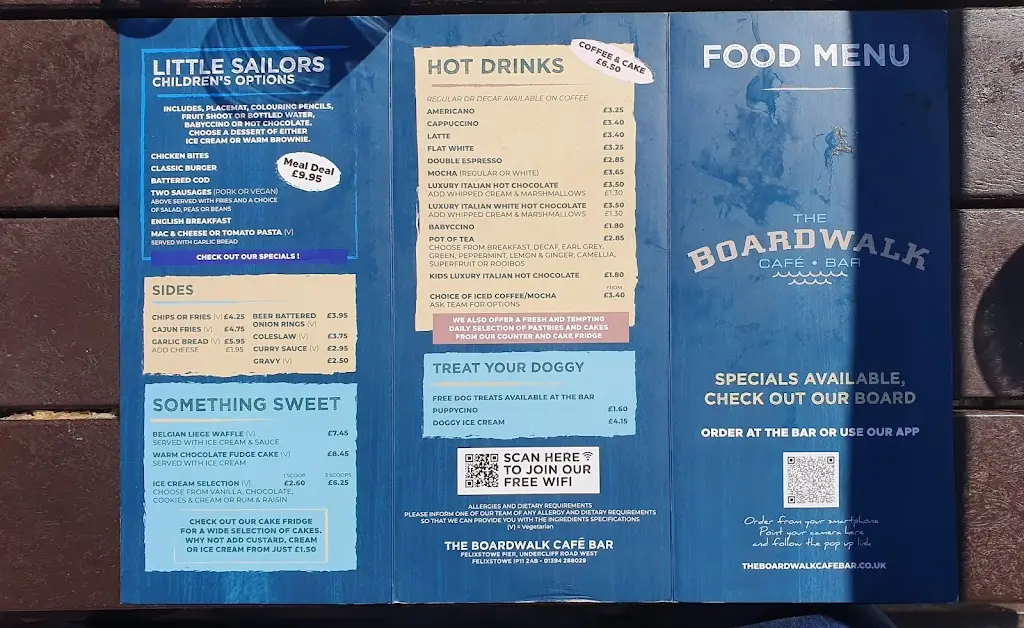 LITTLE SAILORS
CHILDREN'S OPTIONS
INCLUDES, PLACEMAT, COLOURING PENCILS,
FRUIT SHOOT OR BOTTLED WATER,
BABYCCINO OR HOT CHOCOLATE.
CHOOSE A DESSERT OF EITHER
ICE CREAM OR WARM BROWNIE.
Meal Deal
£9.95
CHICKEN BITES
CLASSIC BURGER
BATTERED COD
TWO SAUSAGES (PORK OR VEGAN)
ABOVE SERVED WITH FRIES AND A CHOICE
OF SALAD, PEAS OR BEANS
ENGLISH BREAKFAST
MAC & CHEESE OR TOMATO PASTA (V)
SERVED WITH GARLIC BREAD
CHECK OUT OUR SPECIALS !
SIDES
CHIPS OR FRIES (V) £4.25
CAJUN FRIES (V) £4.75
GARLIC BREAD (V) £5.95
ADD CHEESE £1.95
BEER BATTERED £3.95
ONION RINGS (V)
COLESLAW (V) £3.75
CURRY SAUCE (V) £2.95
GRAVY (V) £2.50
SOMETHING SWEET
BELGIAN LIEGE WAFFLE (V) £7.45
SERVED WITH ICE CREAM & SAUCE
WARM CHOCOLATE FUDGE CAKE (V) £8.45
SERVED WITH ICE CREAM
1 SCOOP 3 SCOOPS
ICE CREAM SELECTION (V) £2.60 £6.25
CHOOSE FROM VANILLA, CHOCOLATE,
COOKIES & CREAM OR RUM & RAISIN
CHECK OUT OUR CAKE FRIDGE
FOR A WIDE SELECTION OF CAKES.
WHY NOT ADD CUSTARD, CREAM
OR ICE CREAM FROM JUST £1.50
HOT DRINKS
COFFEE & CAKE
£6.50
REGULAR OR DECAF AVAILABLE ON COFFEE
AMERICANO £3.25
CAPPUCCINO £3.40
LATTE £3.40
FLAT WHITE £3.25
DOUBLE ESPRESSO £2.85
MOCHA (REGULAR OR WHITE) £3.65
LUXURY ITALIAN HOT CHOCOLATE £3.50
ADD WHIPPED CREAM & MARSHMALLOWS £1.30
LUXURY ITALIAN WHITE HOT CHOCOLATE £3.50
ADD WHIPPED CREAM & MARSHMALLOWS £1.30
BABYCCINO £1.80
POT OF TEA £2.85
CHOOSE FROM BREAKFAST, DECAF, EARL GREY,
GREEN, PEPPERMINT, LEMON & GINGER, CAMELLIA,
SUPERFRUIT OR ROOIBOS
KIDS LUXURY ITALIAN HOT CHOCOLATE £1.80
FROM
CHOICE OF ICED COFFEE/MOCHA £3.40
ASK TEAM FOR OPTIONS
WE ALSO OFFER A FRESH AND TEMPTING
DAILY SELECTION OF PASTRIES AND CAKES
FROM OUR COUNTER AND CAKE FRIDGE
TREAT YOUR DOGGY
FREE DOG TREATS AVAILABLE AT THE BAR
PUPPYCINO £1.60
DOGGY ICE CREAM £4.15
SCAN HERE
TO JOIN OUR
FREE WIFI
ALLERGIES AND DIETARY REQUIREMENTS
PLEASE INFORM ONE OF OUR TEAM OF ANY ALLERGY AND DIETARY REQUIREMENTS
SO THAT WE CAN PROVIDE YOU WITH THE INGREDIENTS SPECIFICATIONS
(V) = Vegetarian
THE BOARDWALK CAFÉ BAR
FELIXSTOWE PIER, UNDERCLIFF ROAD WEST
FELIXSTOWE IP11 2AB - 01394 288029
FOOD MENU
THE
BOARDWALK
CAFÉ • BAR
SPECIALS AVAILABLE,
CHECK OUT OUR BOARD
ORDER AT THE BAR OR USE OUR APP
Order from your smartphone
Point your camera here
and follow the pop up link
THEBOARDWALKCAFEBAR.CO.UK